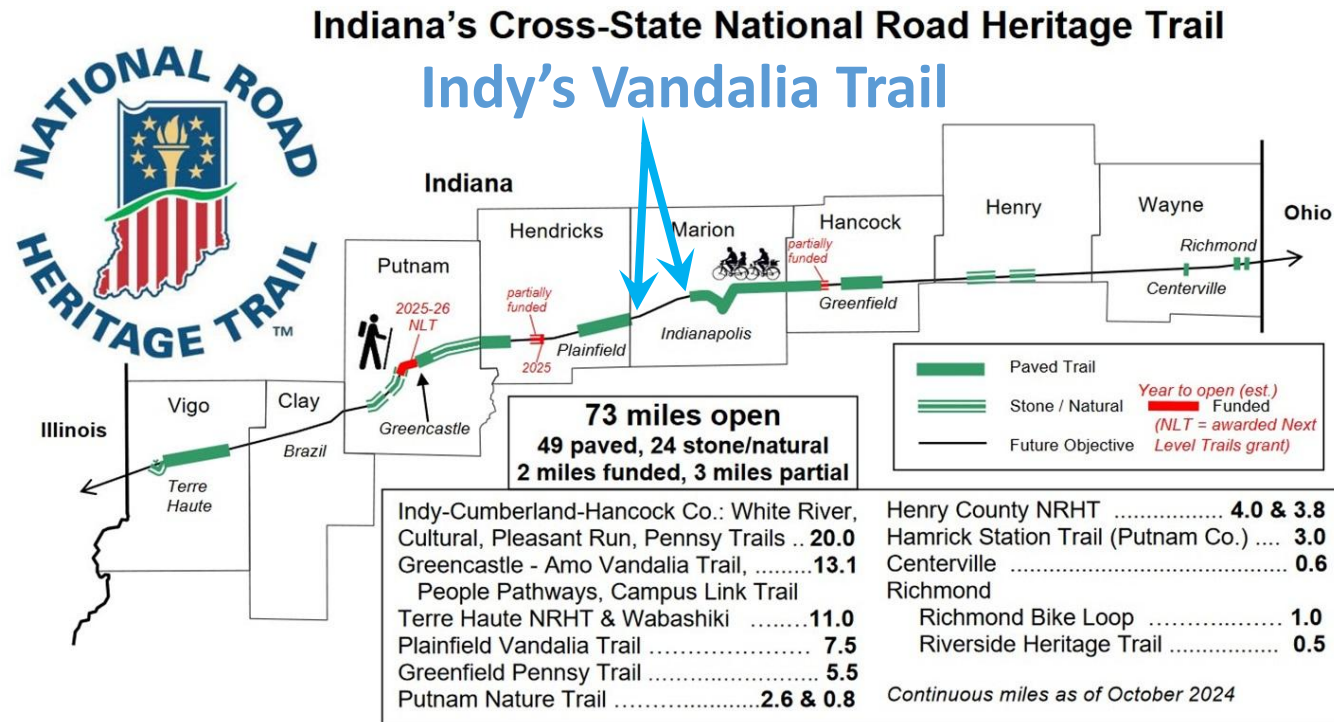 Indiana's Cross-State National Road Heritage Trail
Indy's Vandalia Trail
NATIONAL ROAD
HERITAGE TRAIL
TM
Indiana
Illinois
Ohio
Vigo
Clay
Putnam
Hendricks
Marion
Hancock
Henry
Wayne
Terre
Haute
Brazil
Greencastle
2025-26
NLT
partially
funded
2025
Plainfield
Indianapolis
partially
funded
Greenfield
Centerville
Richmond
Paved Trail
Stone / Natural
Future Objective
Year to open (est.)
Funded
(NLT = awarded Next
Level Trails grant)
73 miles open
49 paved, 24 stone/natural
2 miles funded, 3 miles partial
Indy-Cumberland-Hancock Co.: White River,
Cultural, Pleasant Run, Pennsy Trails .. 20.0
Greencastle - Amo Vandalia Trail, ......... 13.1
People Pathways, Campus Link Trail
Terre Haute NRHT & Wabashiki ........ 11.0
Plainfield Vandalia Trail ..................... 7.5
Greenfield Pennsy Trail ..................... 5.5
Putnam Nature Trail .....................2.6 & 0.8
Henry County NRHT ................. 4.0 & 3.8
Hamrick Station Trail (Putnam Co.) .... 3.0
Centerville .......................................... 0.6
Richmond
Richmond Bike Loop .................. 1.0
Riverside Heritage Trail ................. 0.5
Continuous miles as of October 2024